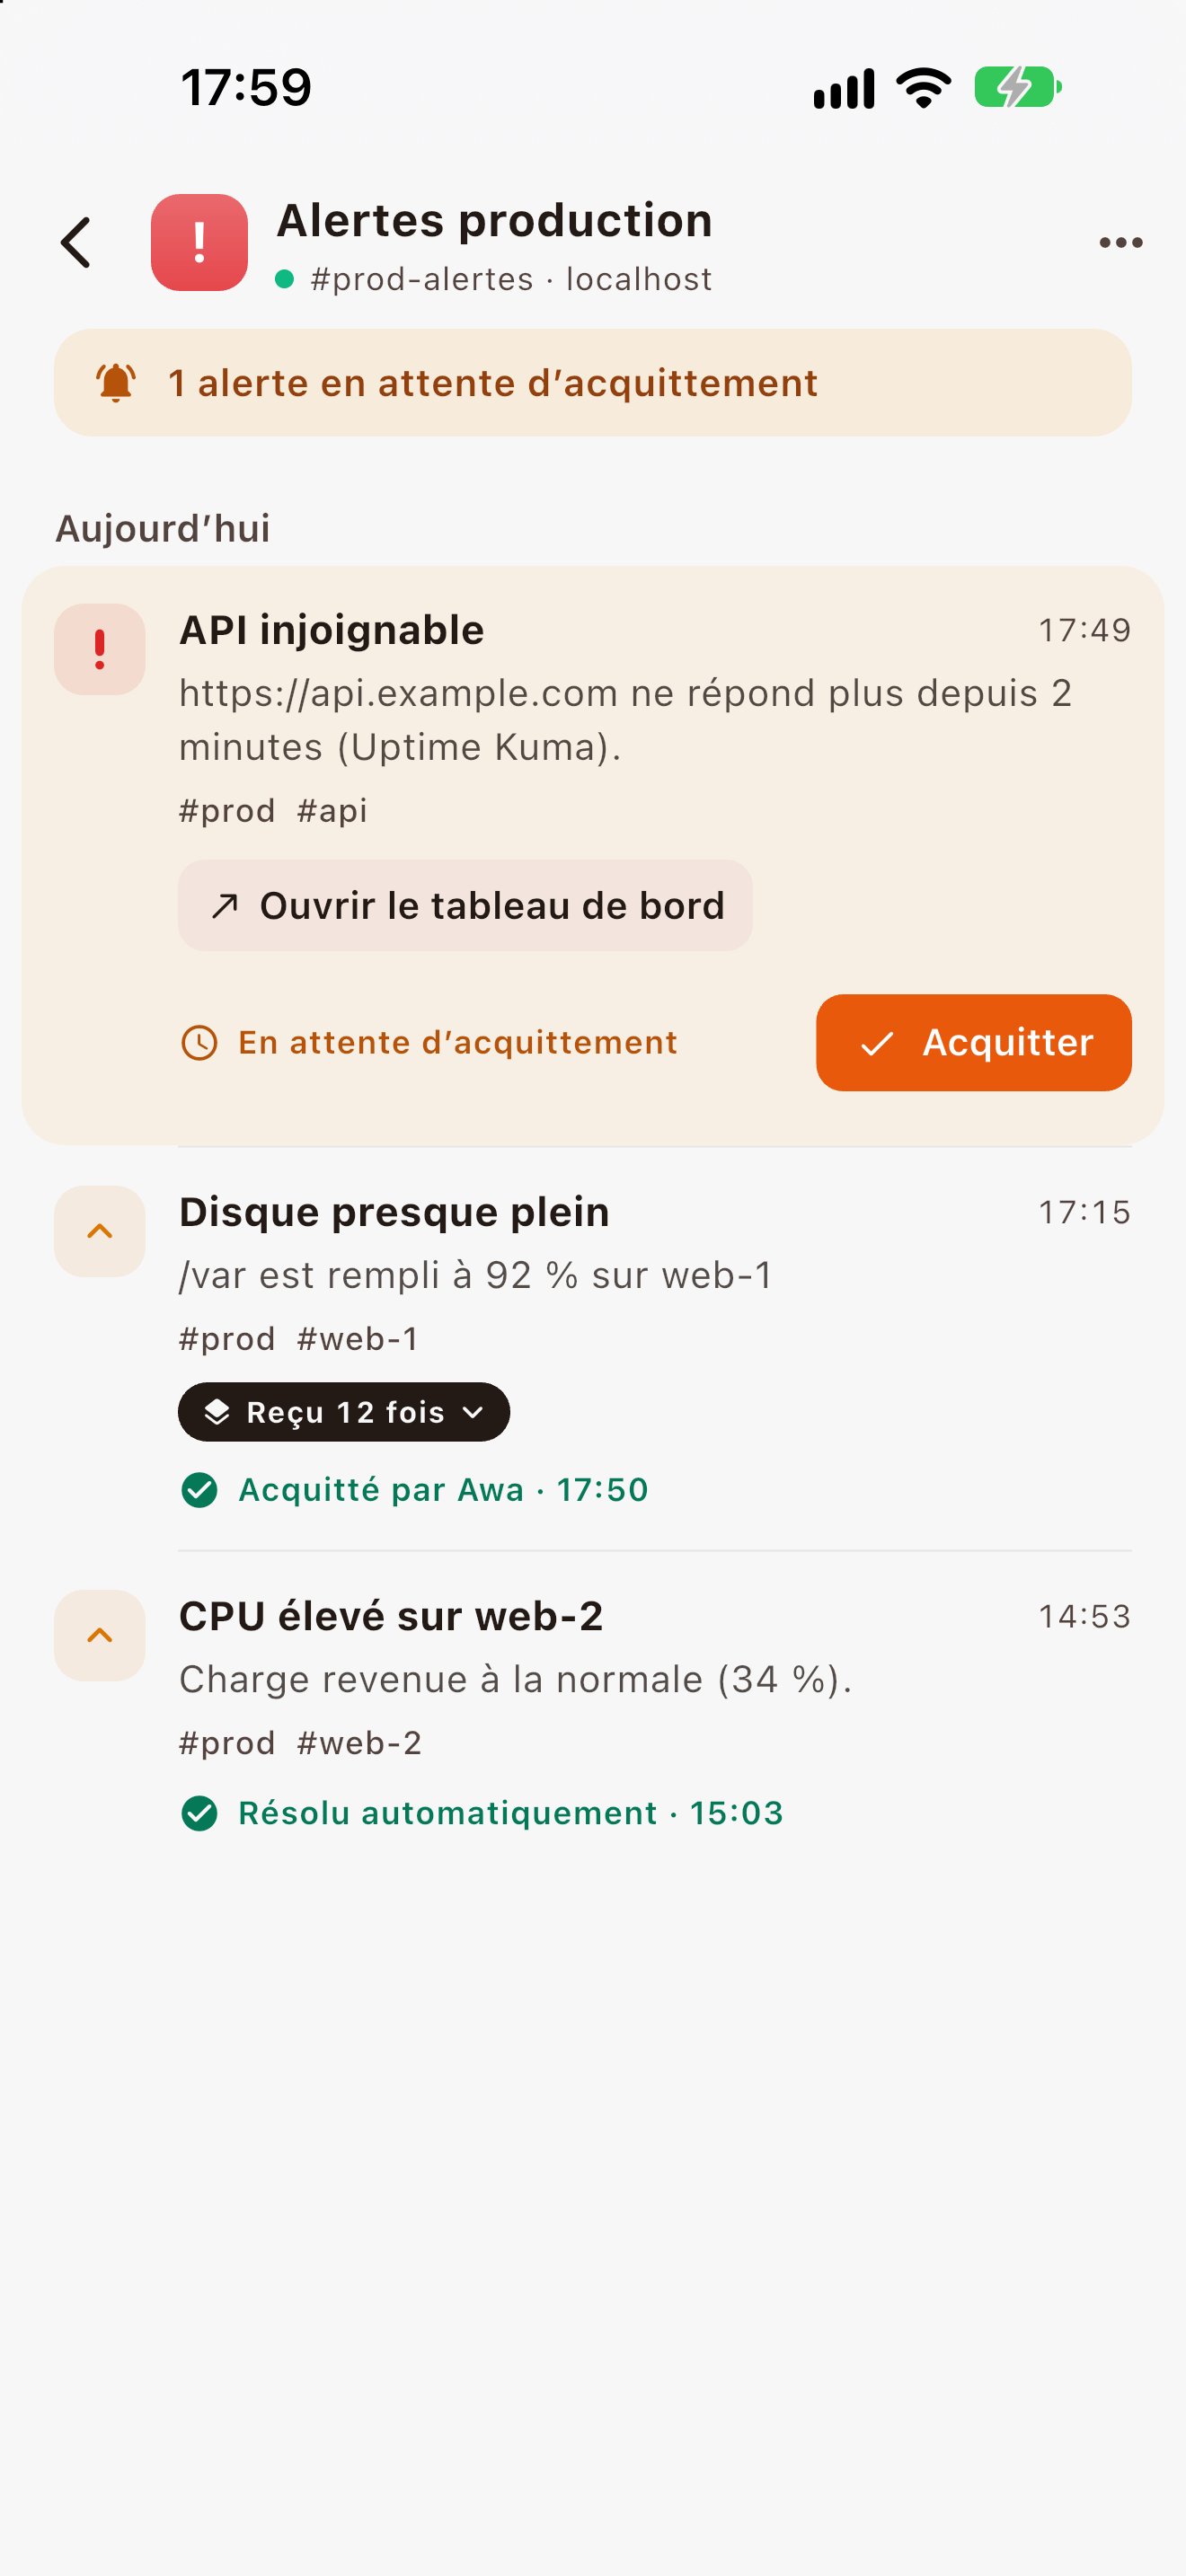 17:59
Alertes production
#prod-alertes · localhost
1 alerte en attente d’acquittement
Aujourd’hui
API injoignable
17:49
https://api.example.com ne répond plus depuis 2
minutes (Uptime Kuma).
#prod #api
Ouvrir le tableau de bord
En attente d’acquittement
Acquitter
Disque presque plein
17:15
/var est rempli à 92 % sur web-1
#prod #web-1
Reçu 12 fois
Acquitté par Awa · 17:50
CPU élevé sur web-2
14:53
Charge revenue à la normale (34 %).
#prod #web-2
Résolu automatiquement · 15:03